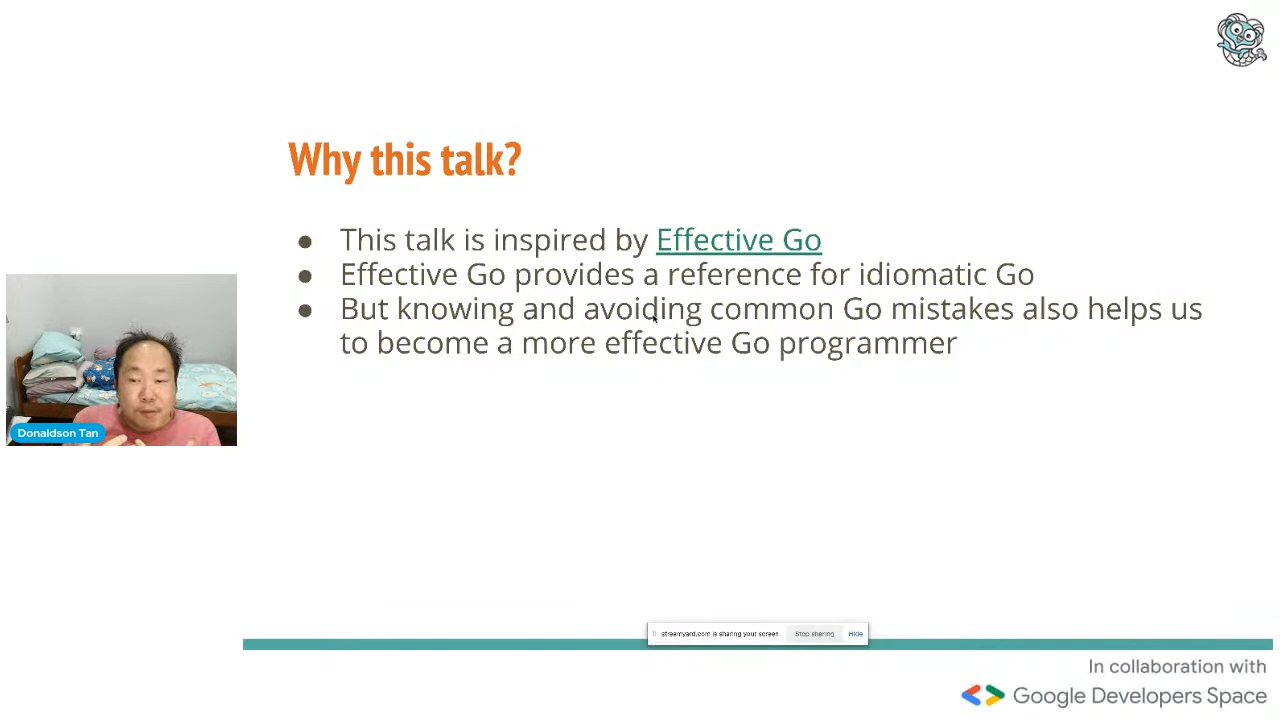 Why this talk?
● This talk is inspired by Effective Go
● Effective Go provides a reference for idiomatic Go
● But knowing and avoiding common Go mistakes also helps us
to become a more effective Go programmer
Donaldson Tan
streamyard.com is sharing your screen.
Stop sharing
Hide
In collaboration with
Google Developers Space